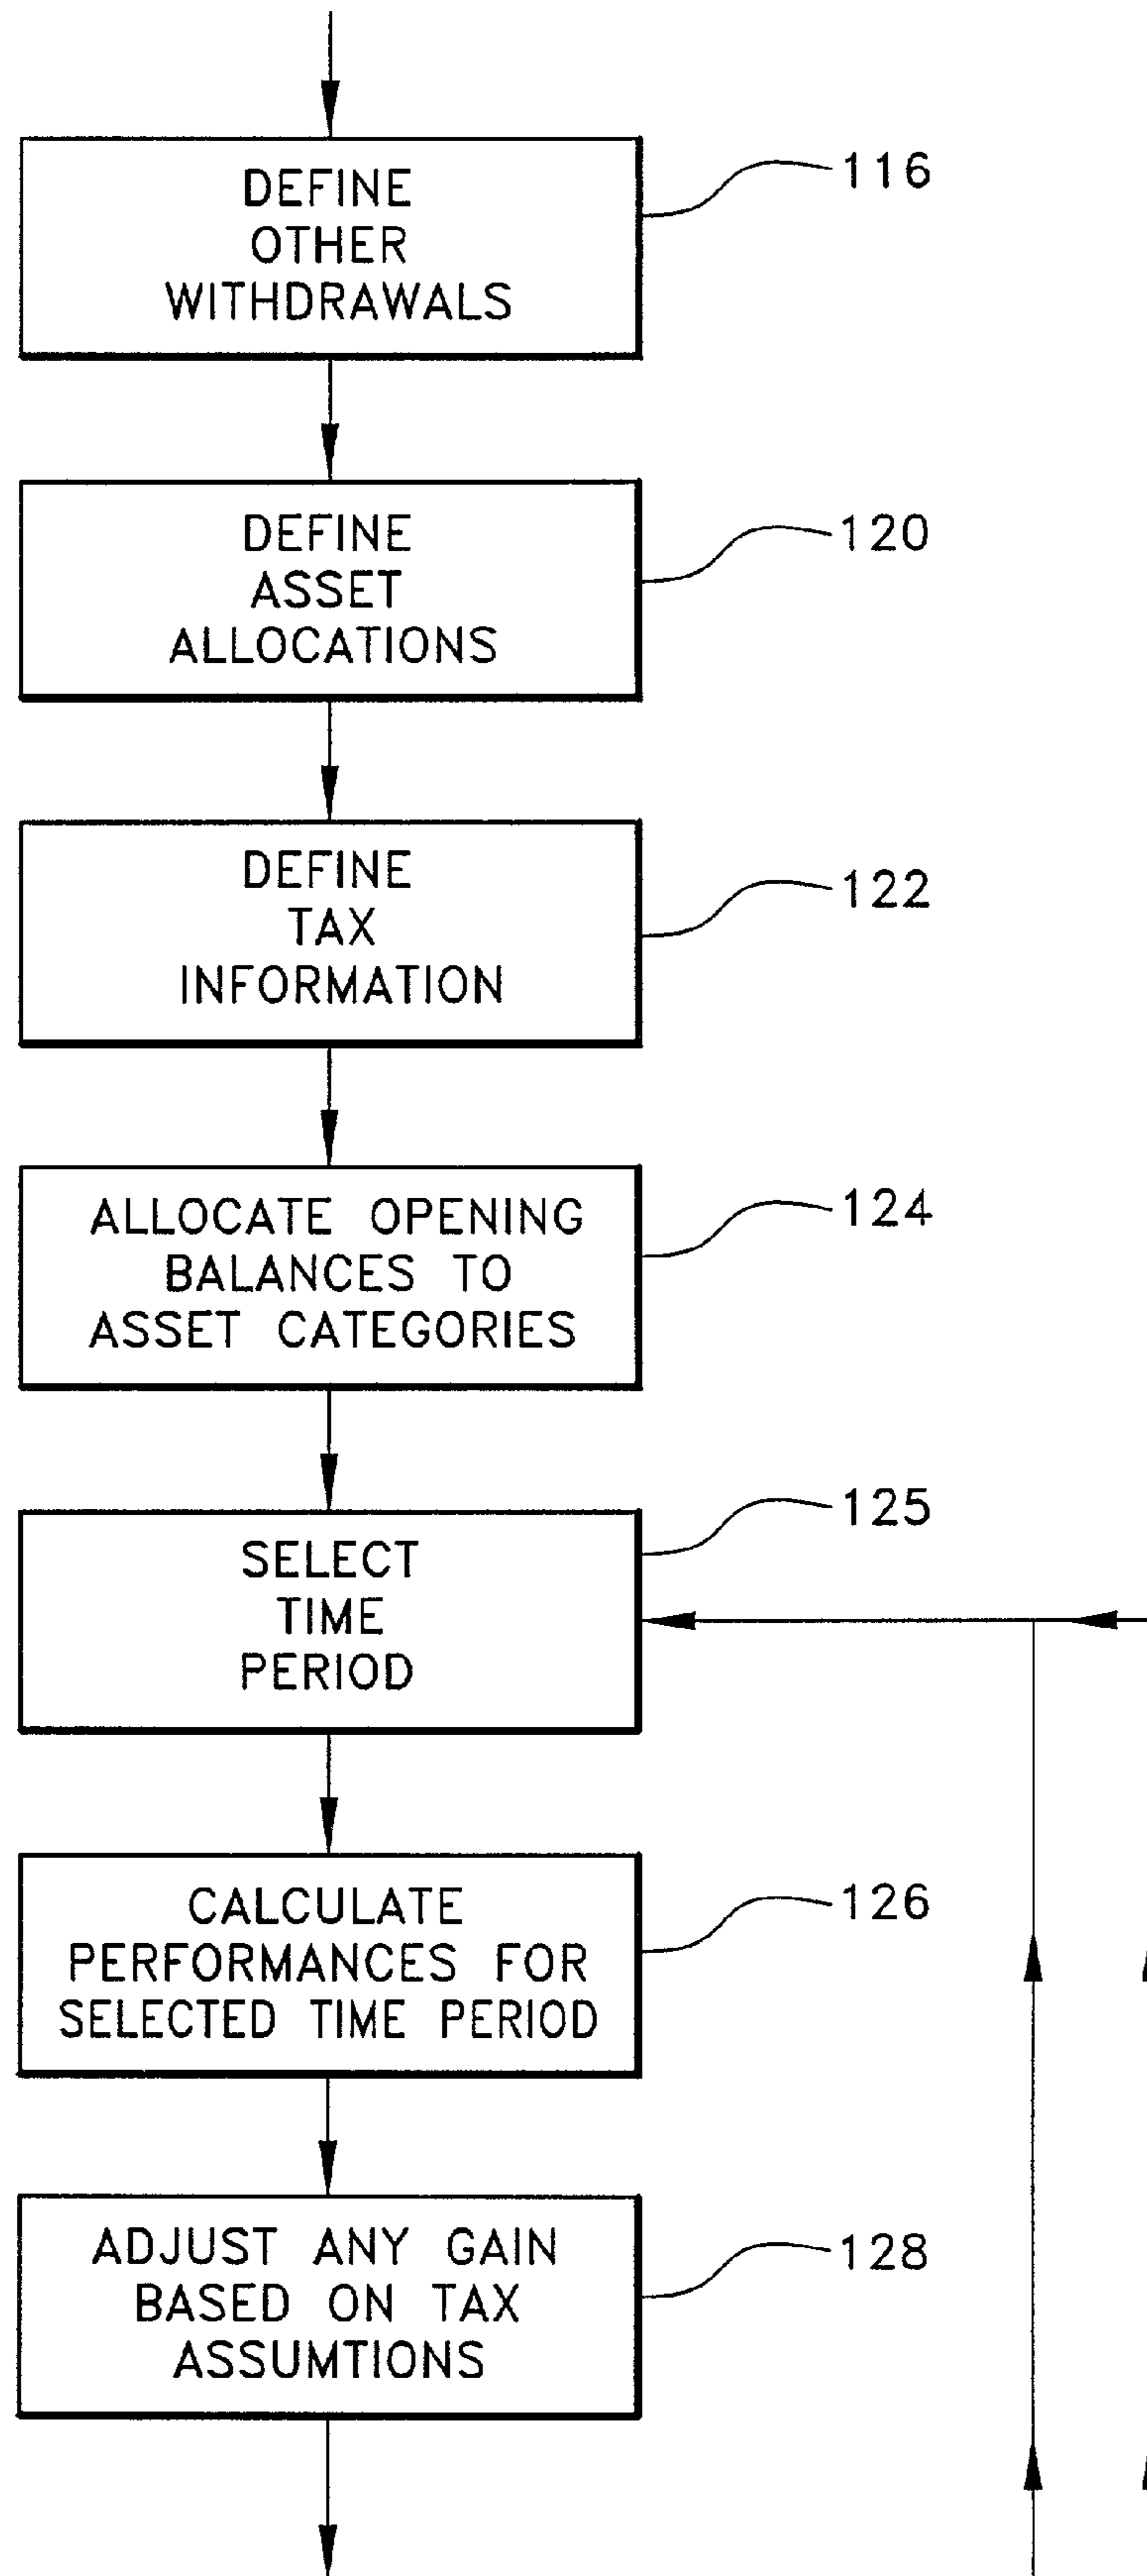 DEFINE
OTHER
WITHDRAWALS
116
DEFINE
ASSET
ALLOCATIONS
120
DEFINE
TAX
INFORMATION
122
ALLOCATE OPENING
BALANCES TO
ASSET CATEGORIES
124
SELECT
TIME
PERIOD
125
CALCULATE
PERFORMANCES FOR
SELECTED TIME PERIOD
126
ADJUST ANY GAIN
BASED ON TAX
ASSUMTIONS
128